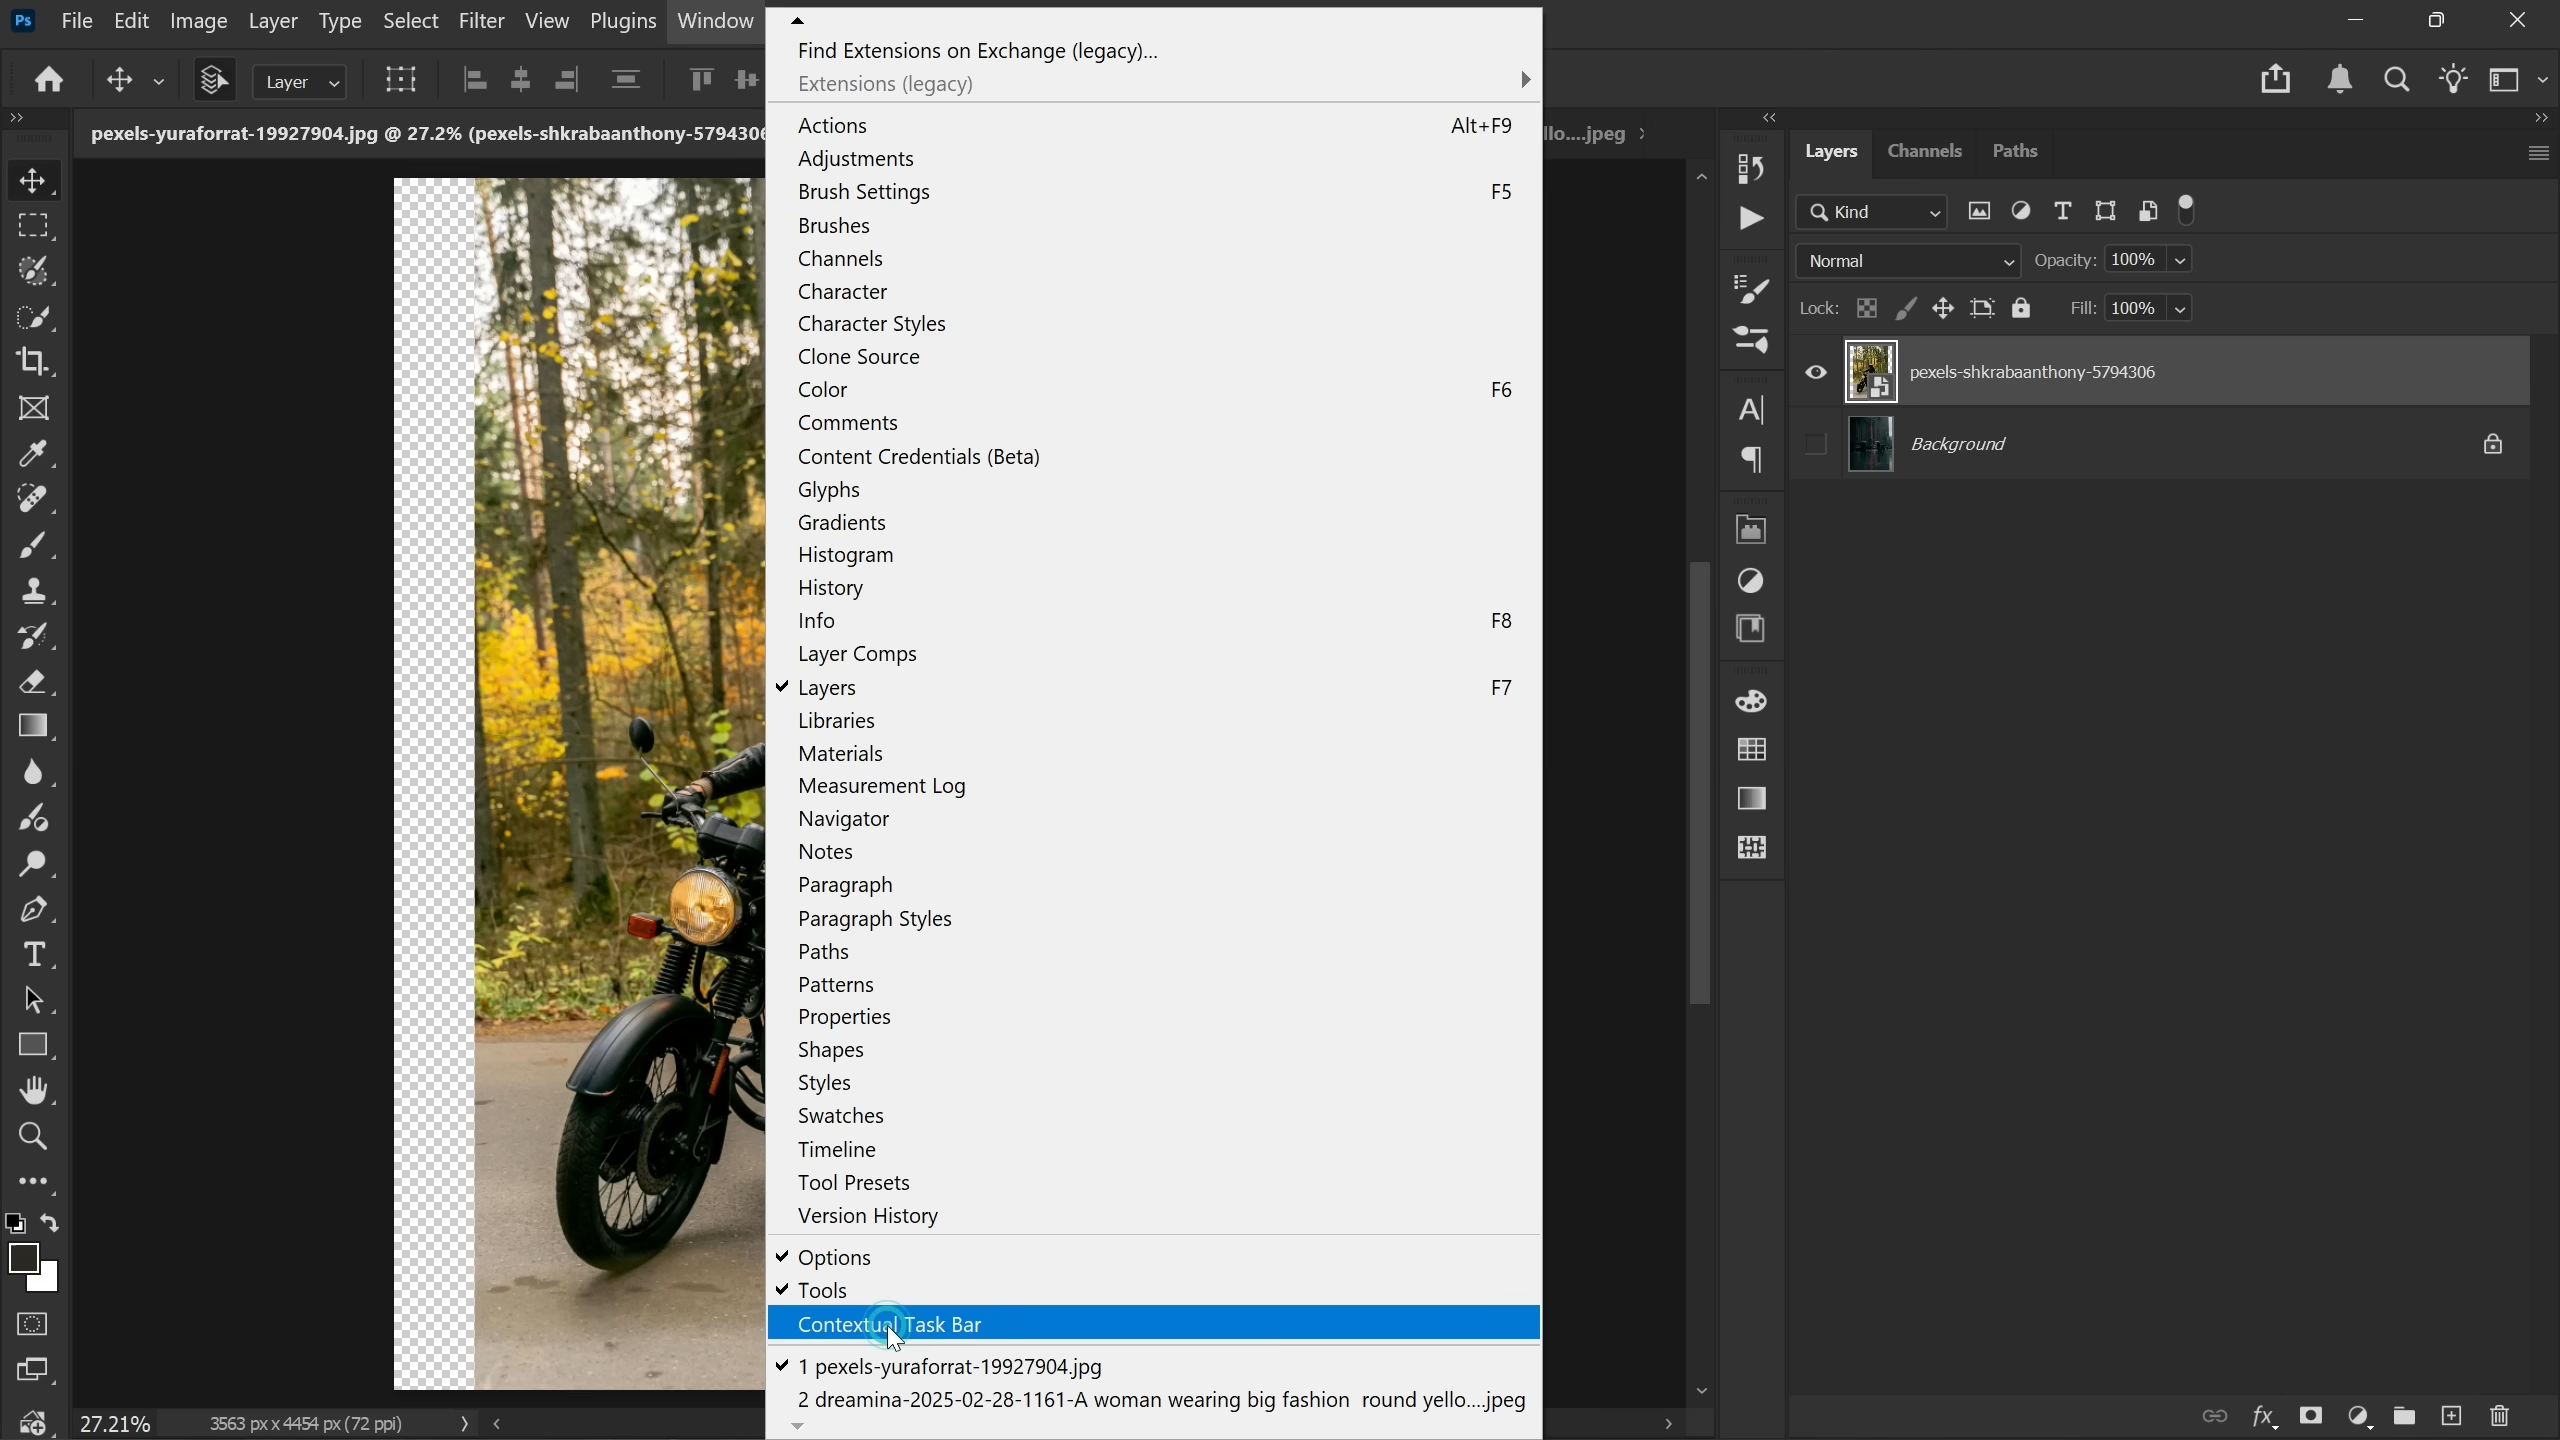 Ps File Edit Image Layer Type Select Filter View Plugins Window
Layer
pexels-yuraforrat-19927904.jpg @ 27.2% (pexels-shkrabaanthony-5794306
llo....jpeg
Find Extensions on Exchange (legacy)...
Extensions (legacy)
Actions Alt+F9
Adjustments
Brush Settings F5
Brushes
Channels
Character
Character Styles
Clone Source
Color F6
Comments
Content Credentials (Beta)
Glyphs
Gradients
Histogram
History
Info F8
Layer Comps
Layers F7
Libraries
Materials
Measurement Log
Navigator
Notes
Paragraph
Paragraph Styles
Paths
Patterns
Properties
Shapes
Styles
Swatches
Timeline
Tool Presets
Version History
Options
Tools
Contextual Task Bar
1 pexels-yuraforrat-19927904.jpg
2 dreamina-2025-02-28-1161-A woman wearing big fashion round yello....jpeg
Layers Channels Paths
Kind
Normal Opacity: 100%
Lock: Fill: 100%
pexels-shkrabaanthony-5794306
Background
27.21% 3563 px x 4454 px (72 ppi)